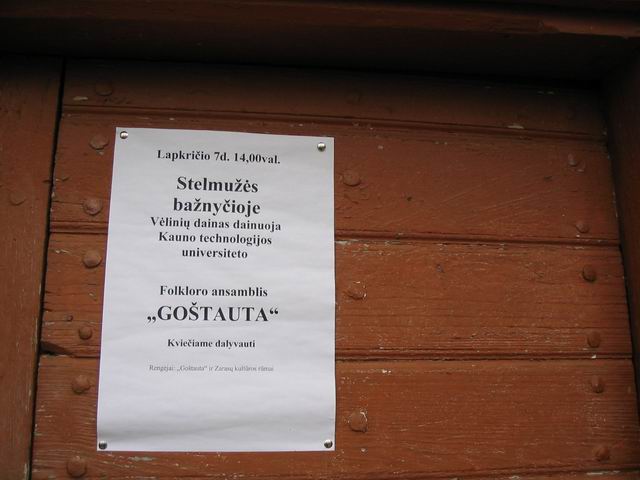 Lapkričio 7d. 14,00val.
Stelmužės
bažnyčioje
Vėlinių dainas dainuoja
Kauno technologijos
universiteto
Folkloro ansamblis
„GOŠTAUTA“
Kviečiame dalyvauti
Rengėjai: „Goštauta“ ir Zarasų kultūros rūmai